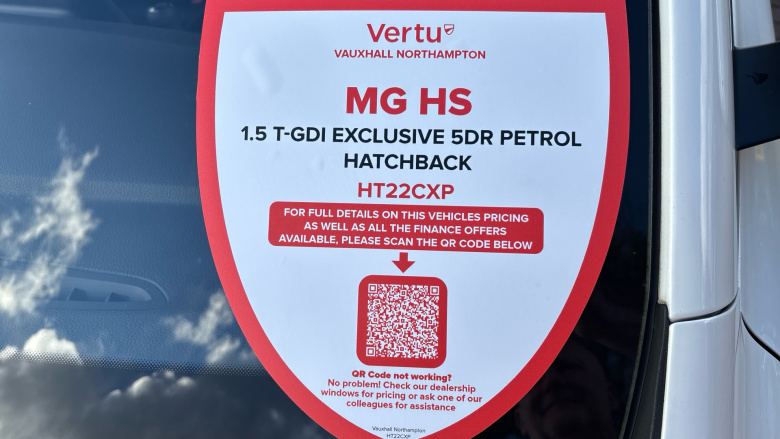 Vertu
VAUXHALL NORTHAMPTON
MG HS
1.5 T-GDI EXCLUSIVE 5DR PETROL
HATCHBACK
HT22CXP
FOR FULL DETAILS ON THIS VEHICLES PRICING
AS WELL AS ALL THE FINANCE OFFERS
AVAILABLE, PLEASE SCAN THE QR CODE BELOW
QR Code not working?
No problem! Check our dealership
windows for pricing or ask one of our
colleagues for assistance
Vauxhall Northampton
HT22CXP